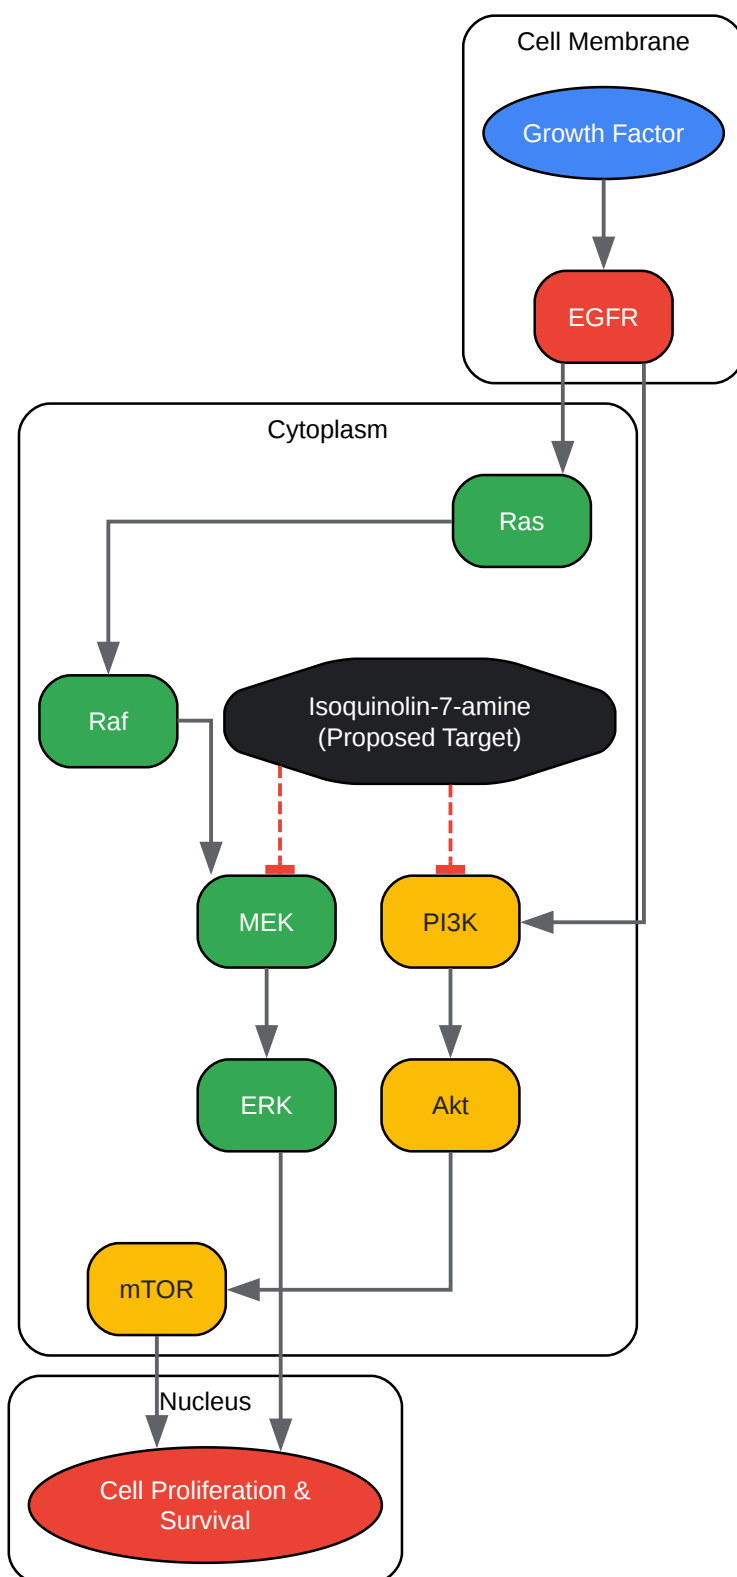 Cell Membrane
Growth Factor
EGFR
Cytoplasm
Ras
Raf
Isoquinolin-7-amine
(Proposed Target)
MEK
PI3K
ERK
Akt
mTOR
Nucleus
Cell Proliferation &
Survival